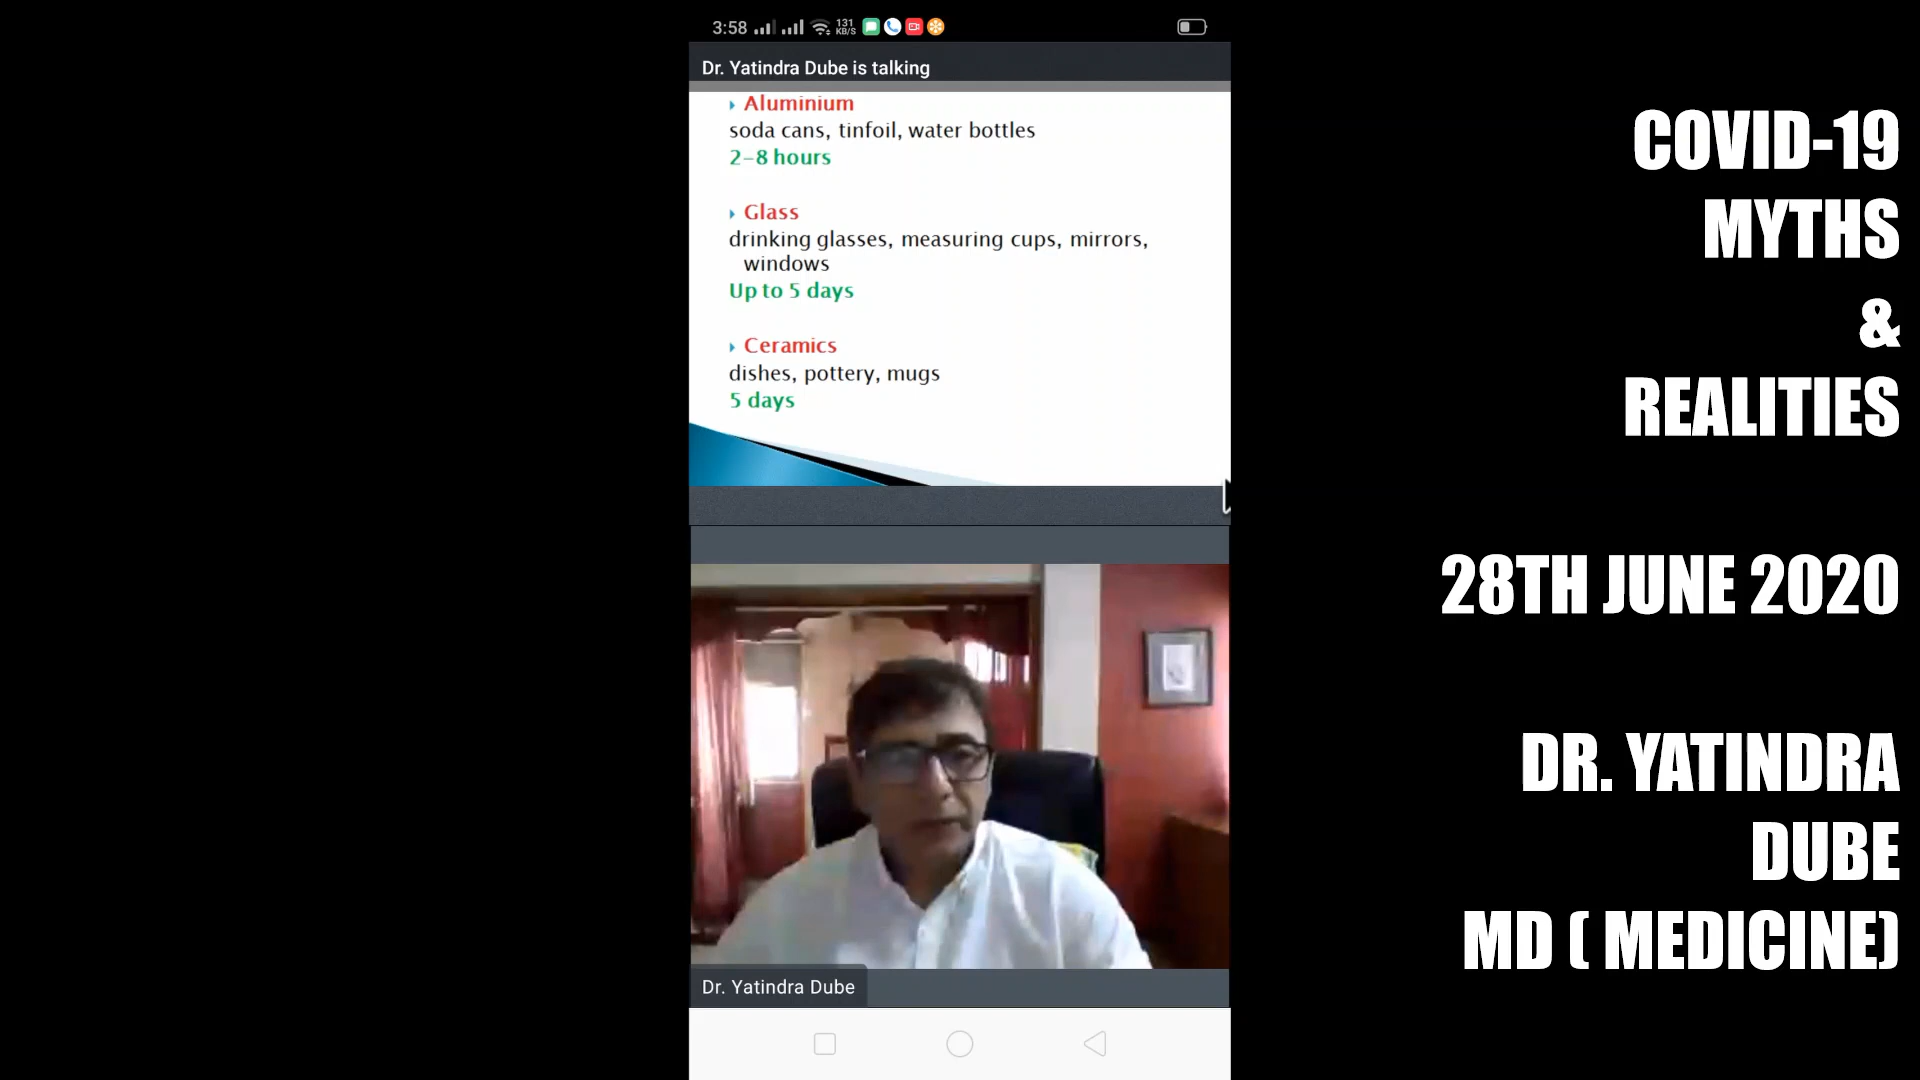 3:58
131
KB/S
Dr. Yatindra Dube is talking
Aluminium
soda cans, tinfoil, water bottles
2-8 hours
Glass
drinking glasses, measuring cups, mirrors,
windows
Up to 5 days
Ceramics
dishes, pottery, mugs
5 days
Dr. Yatindra Dube
COVID-19
MYTHS
&
REALITIES
28TH JUNE 2020
DR. YATINDRA
DUBE
MD ( MEDICINE)